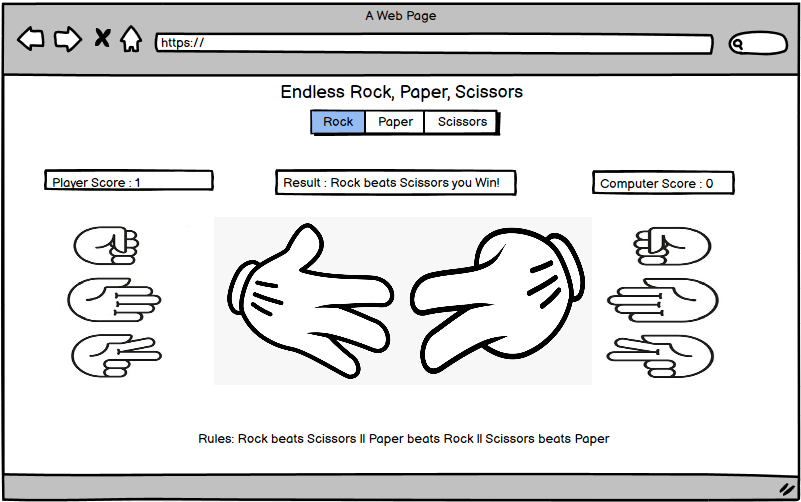 A Web Page
https://
Endless Rock, Paper, Scissors
Rock Paper Scissors
Player Score : 1
Result : Rock beats Scissors you Win!
Computer Score : 0
Rules: Rock beats Scissors || Paper beats Rock || Scissors beats Paper